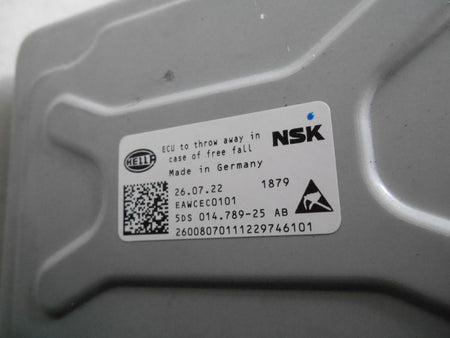 ECU to throw away in
case of free fall
NSK
HELLA
Made in Germany
26.07.22 1879
EAWCEC0101
5DS 014.789-25 AB
26008070111229746101